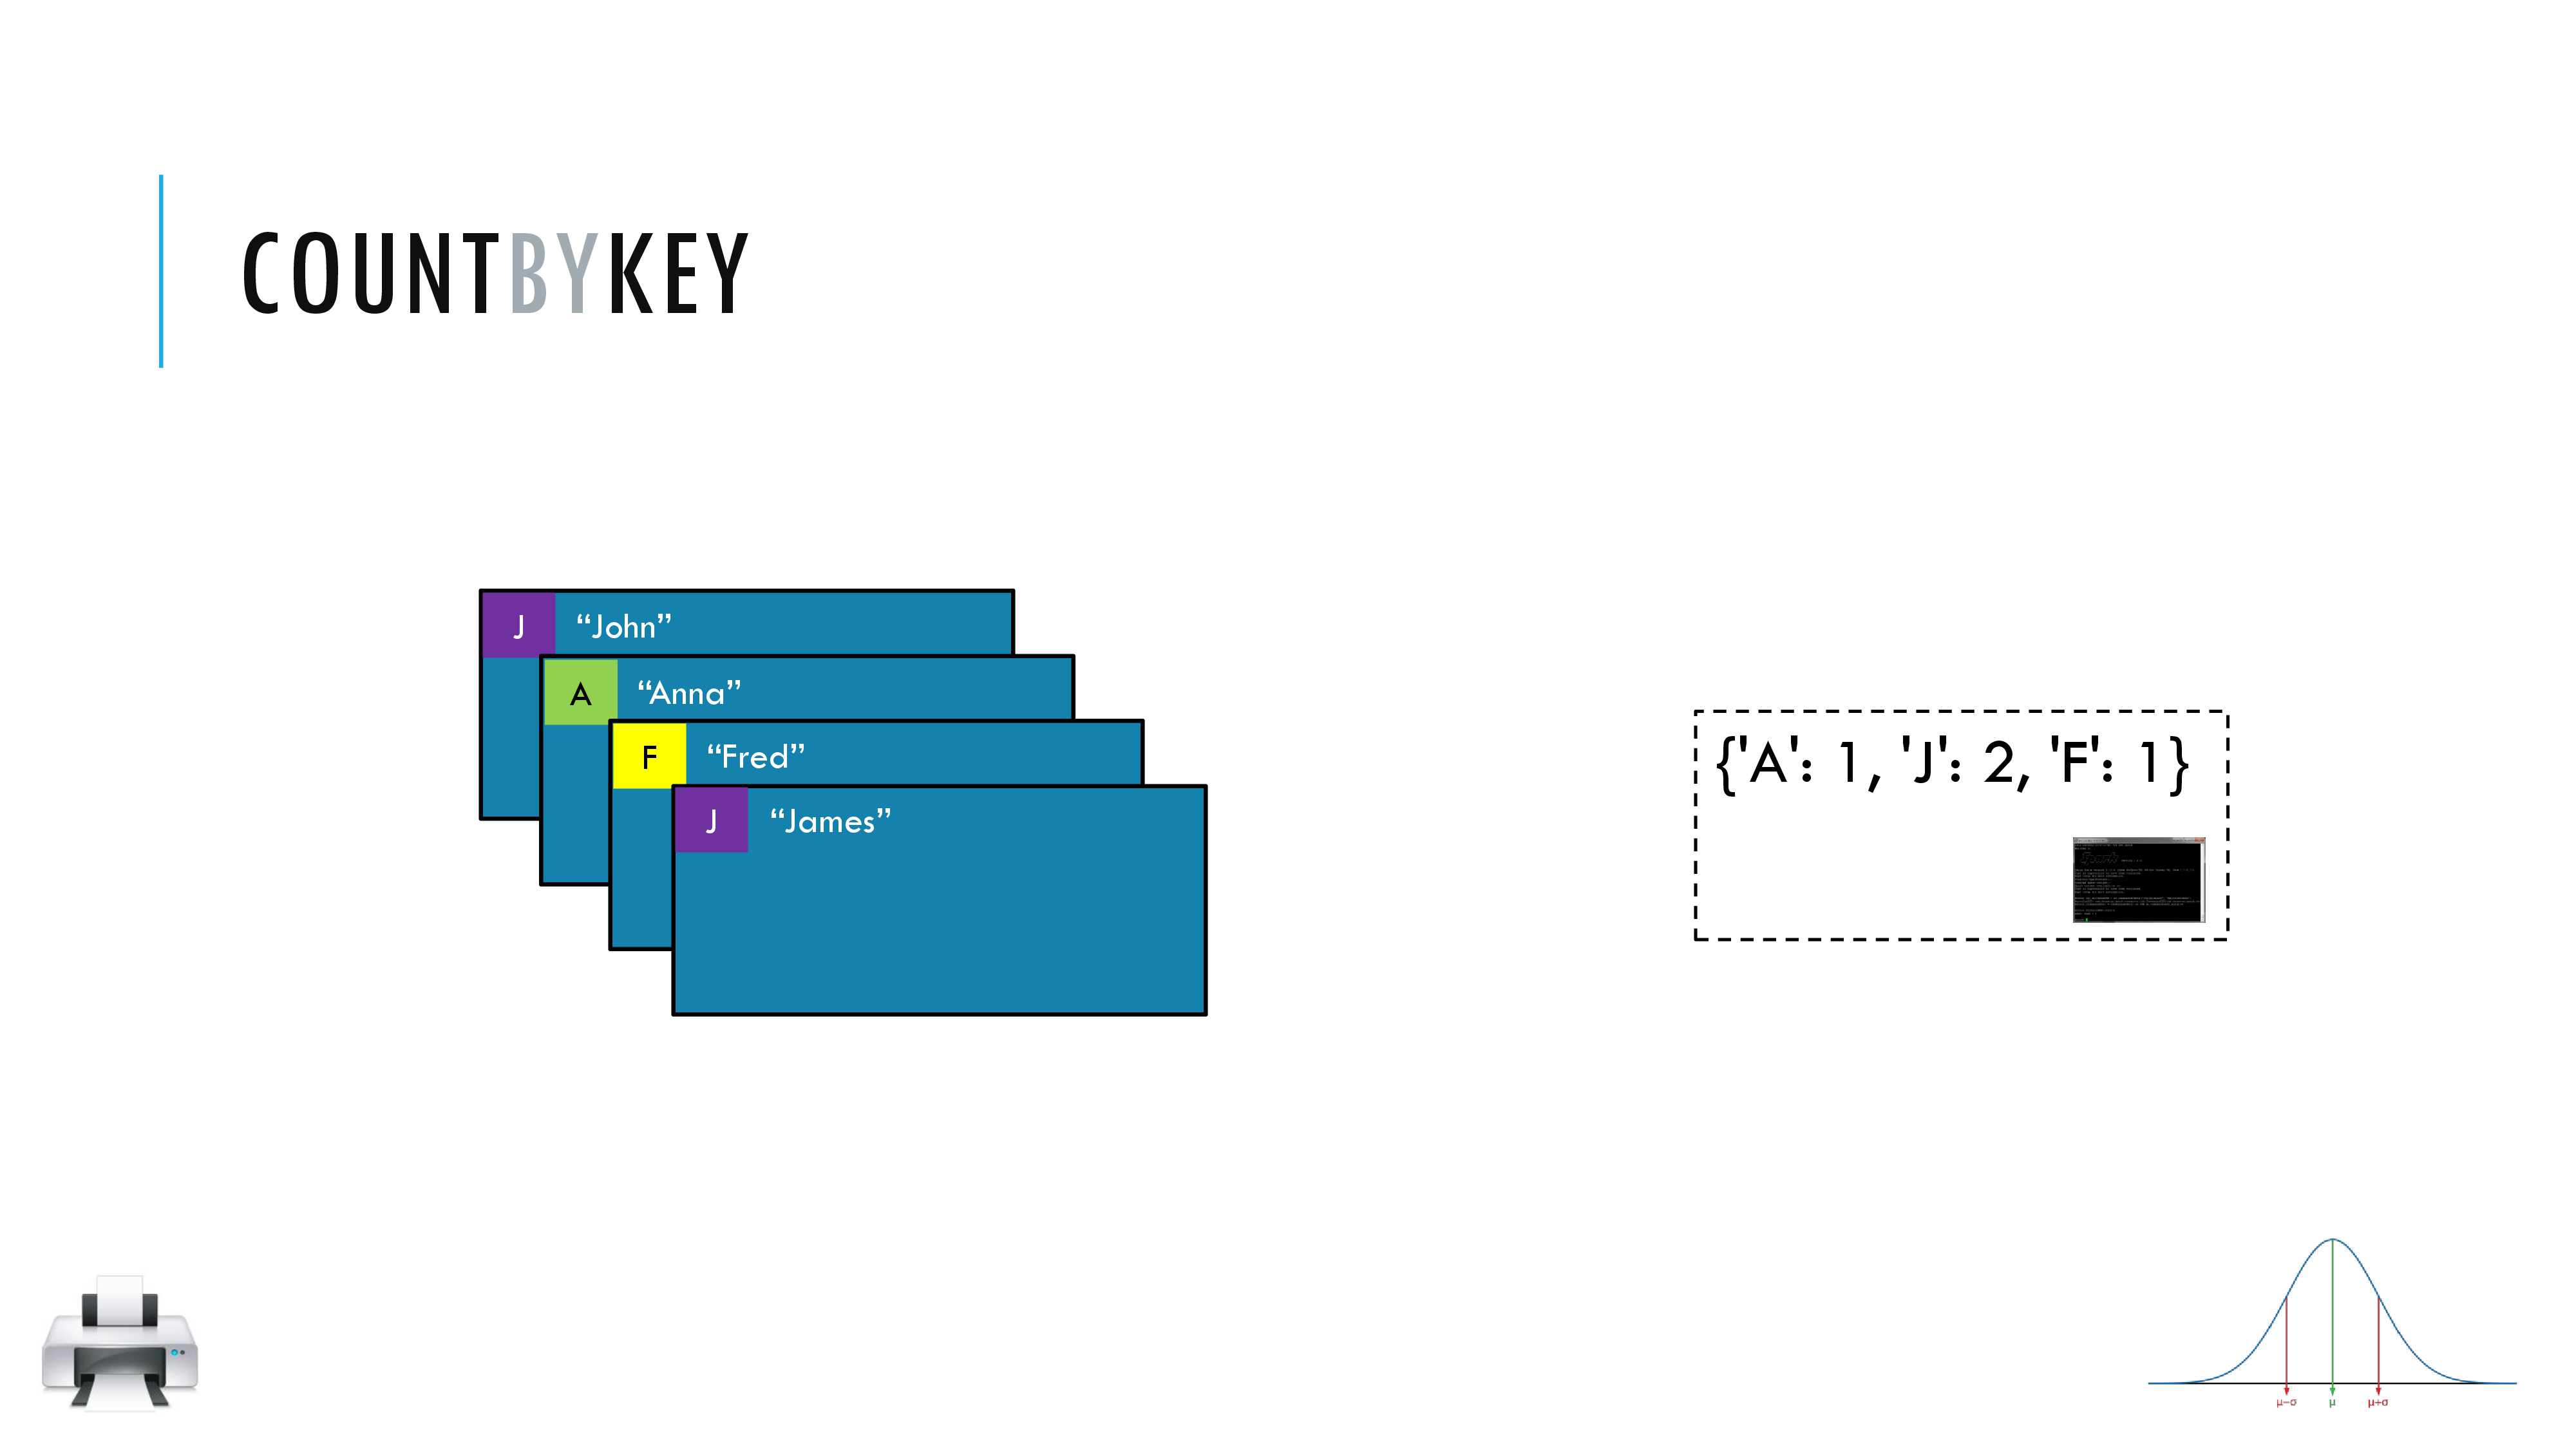 COUNTBYKEY
J “John”
A “Anna”
F “Fred”
J “James”
{'A': 1, 'J': 2, 'F': 1}
μ−σ μ μ+σ